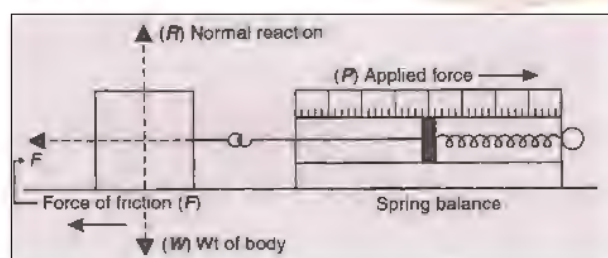 (R) Normal reaction
(P) Applied force
F
Force of friction (F)
Spring balance
(W) Wt of body